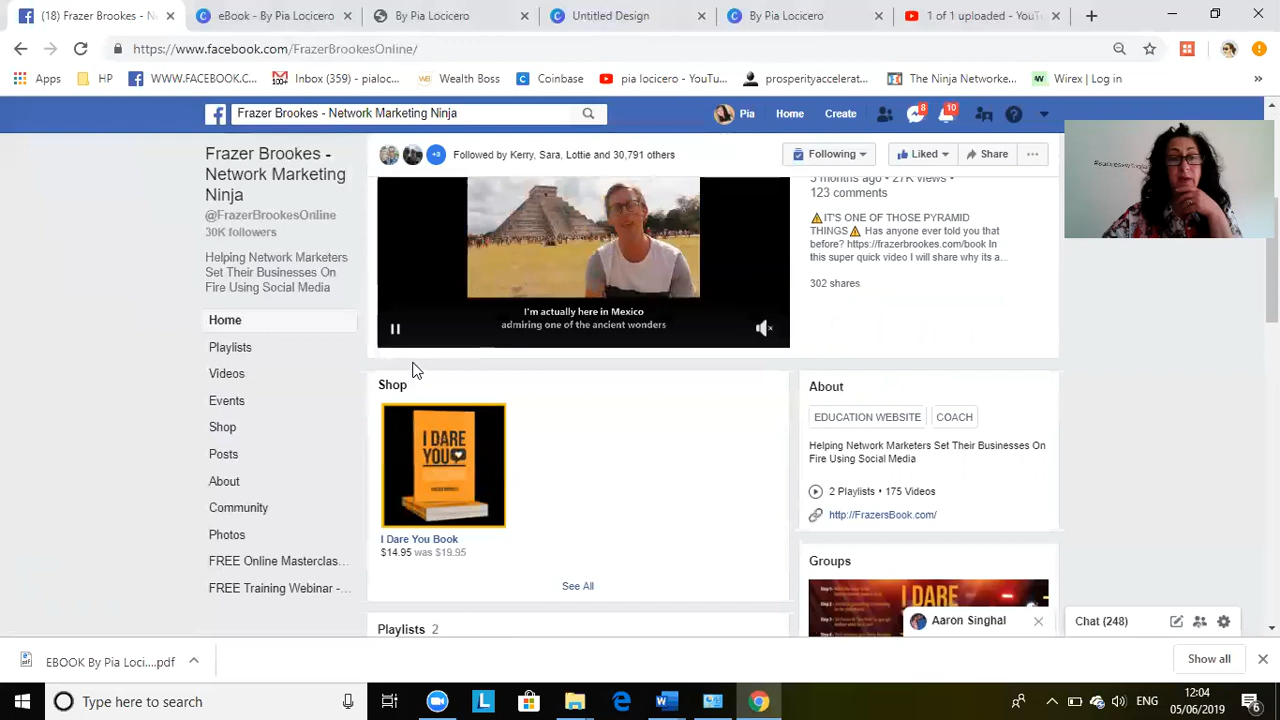 (18) Frazer Brookes - N
eBook - By Pia Locicero
By Pia Locicero
Untitled Design
By Pia Locicero
1 of 1 uploaded - YouT
https://www.facebook.com/FrazerBrookesOnline/
Apps
HP
WWW.FACEBOOK.C...
Inbox (359) - pialoc...
Wealth Boss
Coinbase
pia locicero - YouTu...
prosperityaccelerat...
The Ninja Networke...
Wirex | Log in
Frazer Brookes - Network Marketing Ninja
Pia
Home
Create
8
10
Frazer Brookes -
Network Marketing
Ninja
@FrazerBrookesOnline
30K followers
Helping Network Marketers
Set Their Businesses On
Fire Using Social Media
Home
Playlists
Videos
Events
Shop
Posts
About
Community
Photos
FREE Online Masterclas...
FREE Training Webinar -...
+3
Followed by Kerry, Sara, Lottie and 30,791 others
Following
Liked
Share
I'm actually here in Mexico
admiring one of the ancient wonders
3 months ago • 27K views •
123 comments
⚠IT'S ONE OF THOSE PYRAMID
THINGS⚠ Has anyone ever told you that
before? https://frazerbrookes.com/book In
this super quick video I will share why its a...
302 shares
Shop
I DARE
YOU
I Dare You Book
$14.95 was $19.95
See All
Playlists 2
About
EDUCATION WEBSITE
COACH
Helping Network Marketers Set Their Businesses On
Fire Using Social Media
2 Playlists • 175 Videos
http://FrazersBook.com/
Groups
I DARE
Aaron Singhal
Chat (248)
EBOOK By Pia Loci....pdf
Show all
Type here to search
ENG
12:04
05/06/2019
6